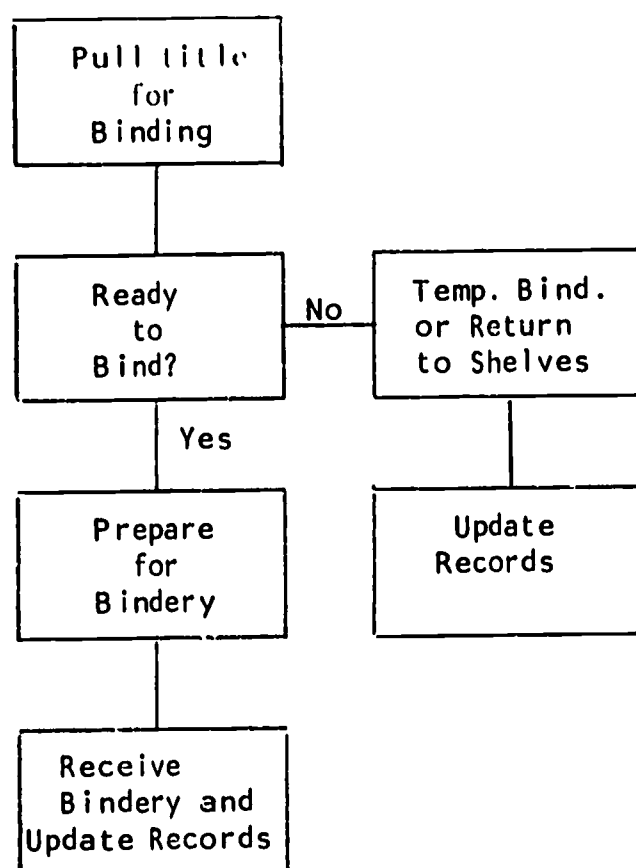 Pull title
for
Binding
Ready
to
Bind?
No
Temp. Bind.
or Return
to Shelves
Yes
Prepare
for
Bindery
Update
Records
Receive
Bindery and
Update Records